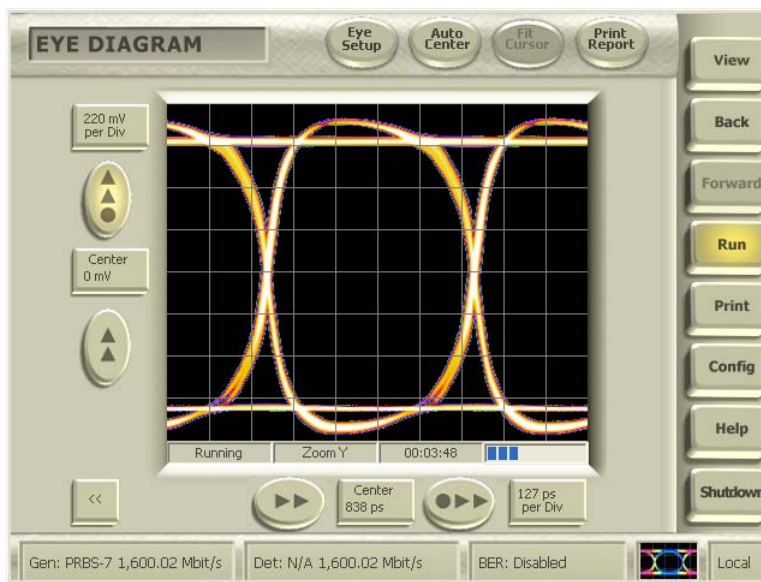 EYE DIAGRAM
Eye
Setup
Auto
Center
Fit
Cursor
Print
Report
View
Back
Forward
Run
Print
Config
Help
Shutdown
220 mV
per Div
Center
0 mV
Running
Zoom Y
00:03:48
<<
Center
838 ps
127 ps
per Div
Gen: PRBS-7 1,600.02 Mbit/s
Det: N/A 1,600.02 Mbit/s
BER: Disabled
Local